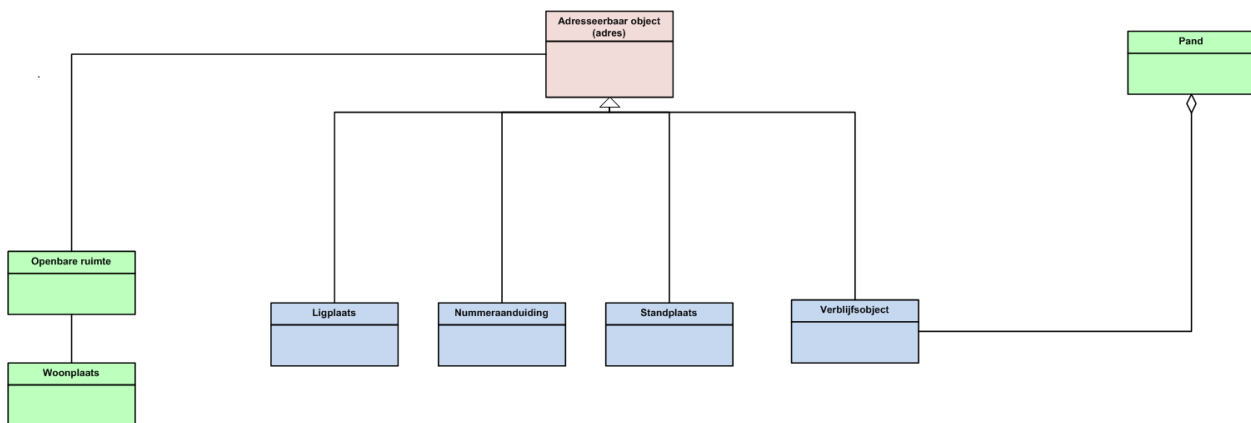 Adresseerbaar object
(adres)
Pand
Openbare ruimte
Ligplaats
Nummeraanduiding
Standplaats
Verblijfsobject
Woonplaats